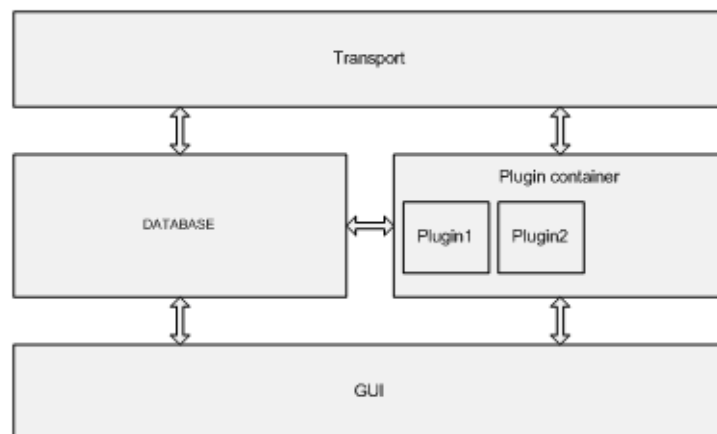 Transport
DATABASE
Plugin container
Plugin1
Plugin2
GUI